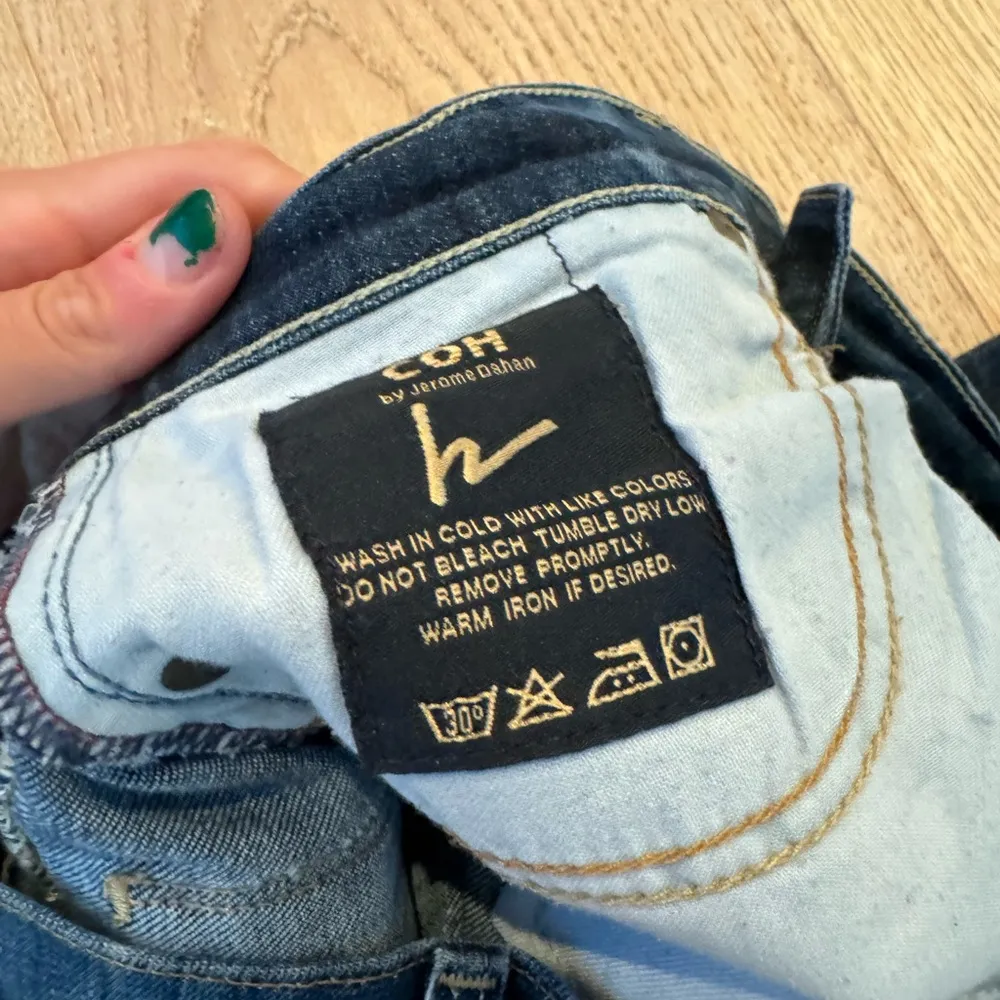 COH
by Jerome Dahan
h
WASH IN COLD WITH LIKE COLORS.
DO NOT BLEACH TUMBLE DRY LOW
REMOVE PROMPTLY.
WARM IRON IF DESIRED.
30°